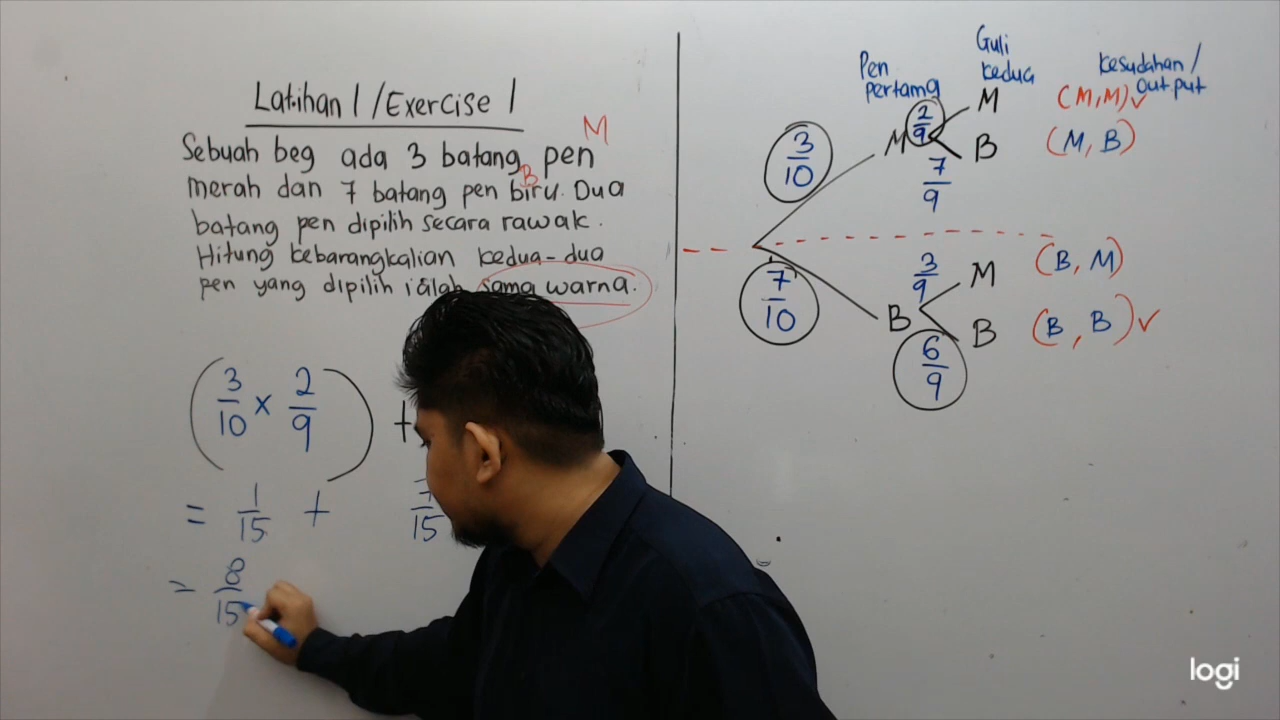 Latihan 1 / Exercise 1
M
Sebuah beg ada 3 batang pen
B
merah dan 7 batang pen biru. Dua
batang pen dipilih secara rawak.
Hitung kebarangkalian kedua-dua
pen yang dipilih ialah sama warna.
(3/10 × 2/9) +
= 1/15 + 7/15
= 8/15
Pen
pertama
Guli
kedua
Kesudahan/
output
3/10
M
2/9
M
(M, M) ✓
7/9
B
(M, B)
7/10
B
3/9
M
(B, M)
6/9
B
(B, B) ✓
logi